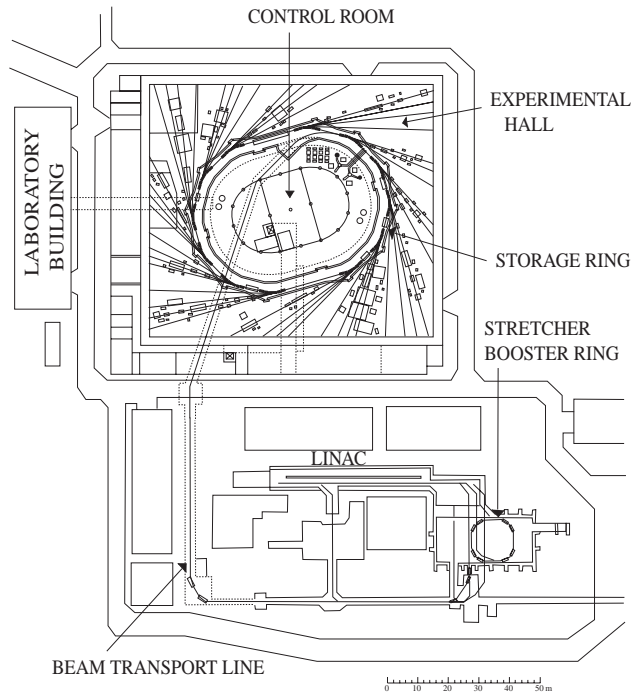 CONTROL ROOM
EXPERIMENTAL
HALL
LABORATORY
BUILDING
STORAGE RING
STRETCHER
BOOSTER RING
LINAC
BEAM TRANSPORT LINE
0 10 20 30 40 50 m